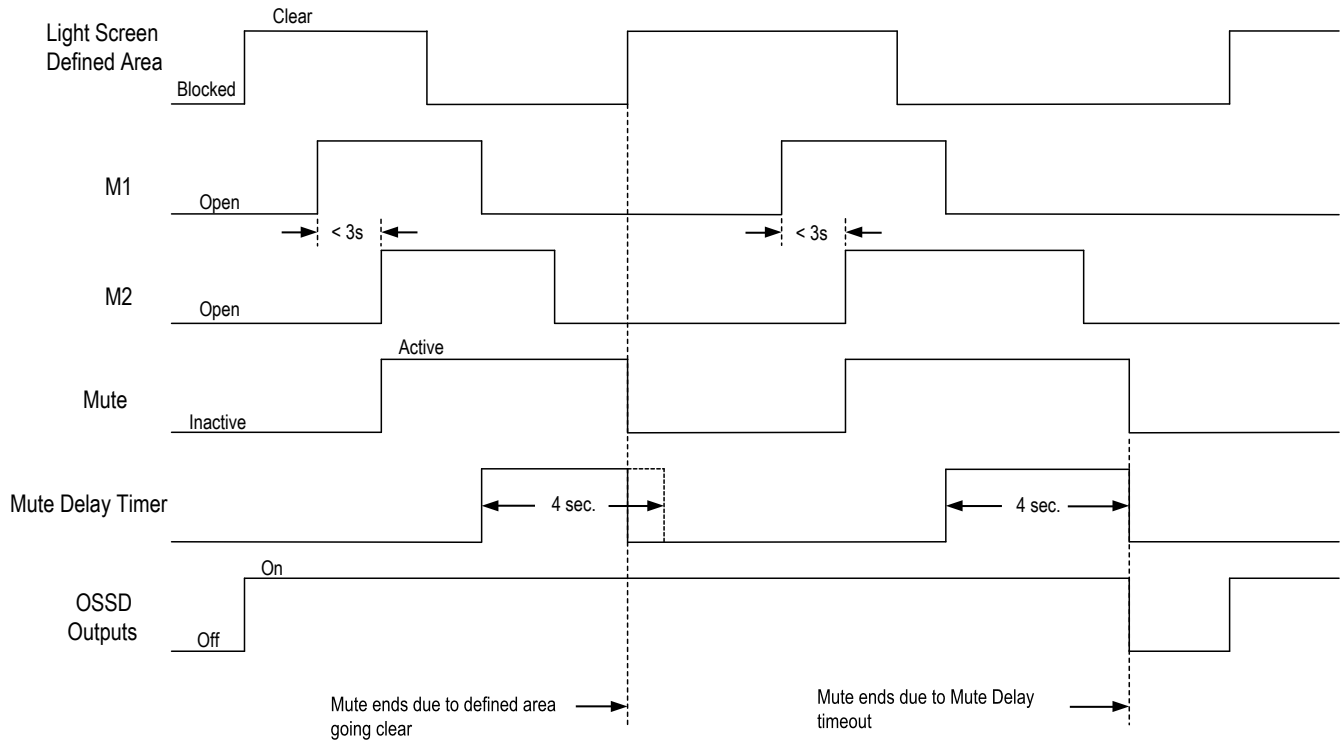 Clear
Light Screen
Defined Area
Blocked
M1
Open
< 3s
< 3s
M2
Open
Active
Mute
Inactive
Mute Delay Timer
4 sec.
4 sec.
On
OSSD
Outputs
Off
Mute ends due to defined area
going clear
Mute ends due to Mute Delay
timeout